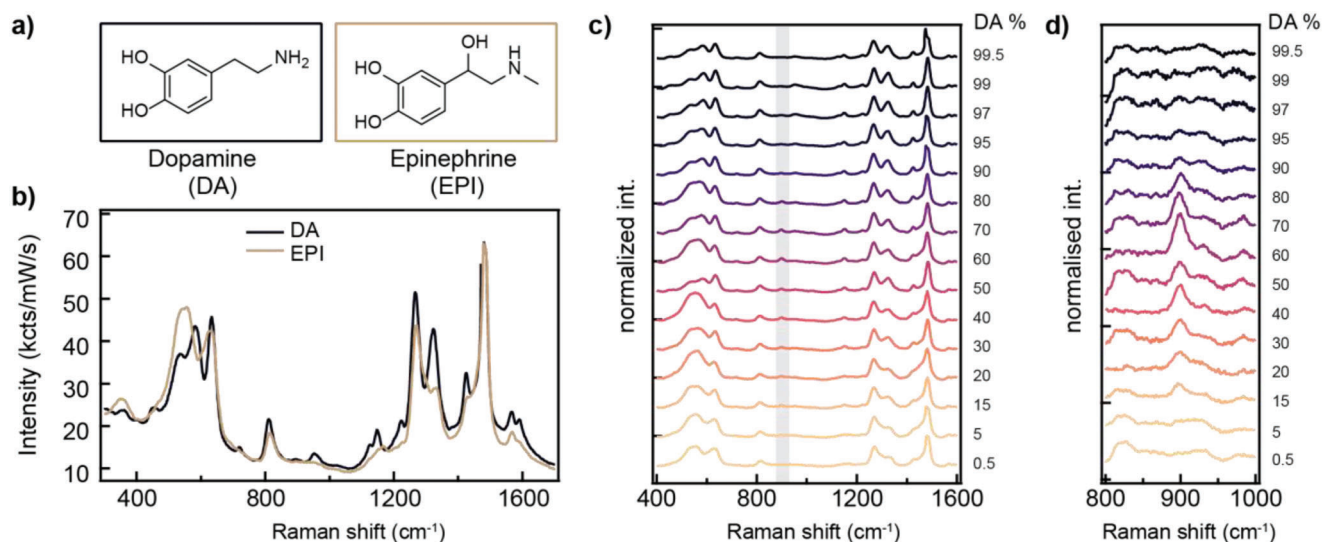 a)
HO
HO
NH2
Dopamine
(DA)
OH
HO
HO
H
N
Epinephrine
(EPI)
b)
70
60
50
40
30
20
10
Intensity (kcts/mW/s)
DA
EPI
400
800
1200
1600
Raman shift (cm-1)
c)
normalized int.
DA %
99.5
99
97
95
90
80
70
60
50
40
30
20
15
5
0.5
400
800
1200
1600
Raman shift (cm-1)
d)
normalised int.
DA %
99.5
99
97
95
90
80
70
60
50
40
30
20
15
5
0.5
800
900
1000
Raman shift (cm-1)